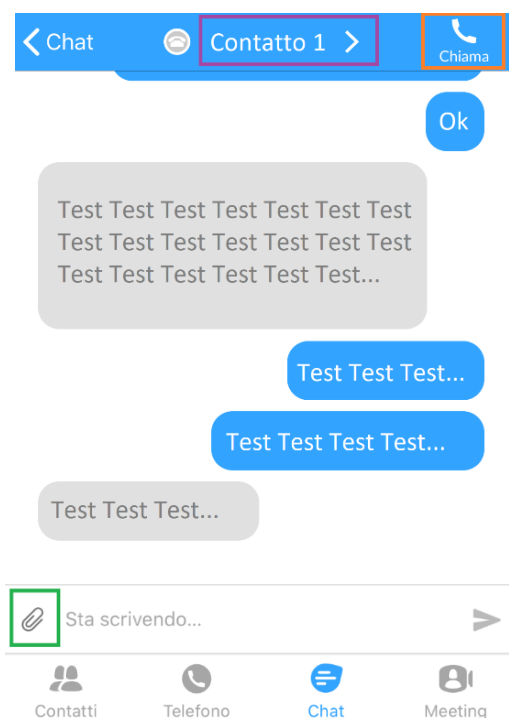 Chat
Contatto 1
Chiama
Ok
Test Test Test Test Test Test Test
Test Test Test Test Test Test Test
Test Test Test Test Test Test...
Test Test Test...
Test Test Test Test...
Test Test Test...
Sta scrivendo...
Contatti
Telefono
Chat
Meeting